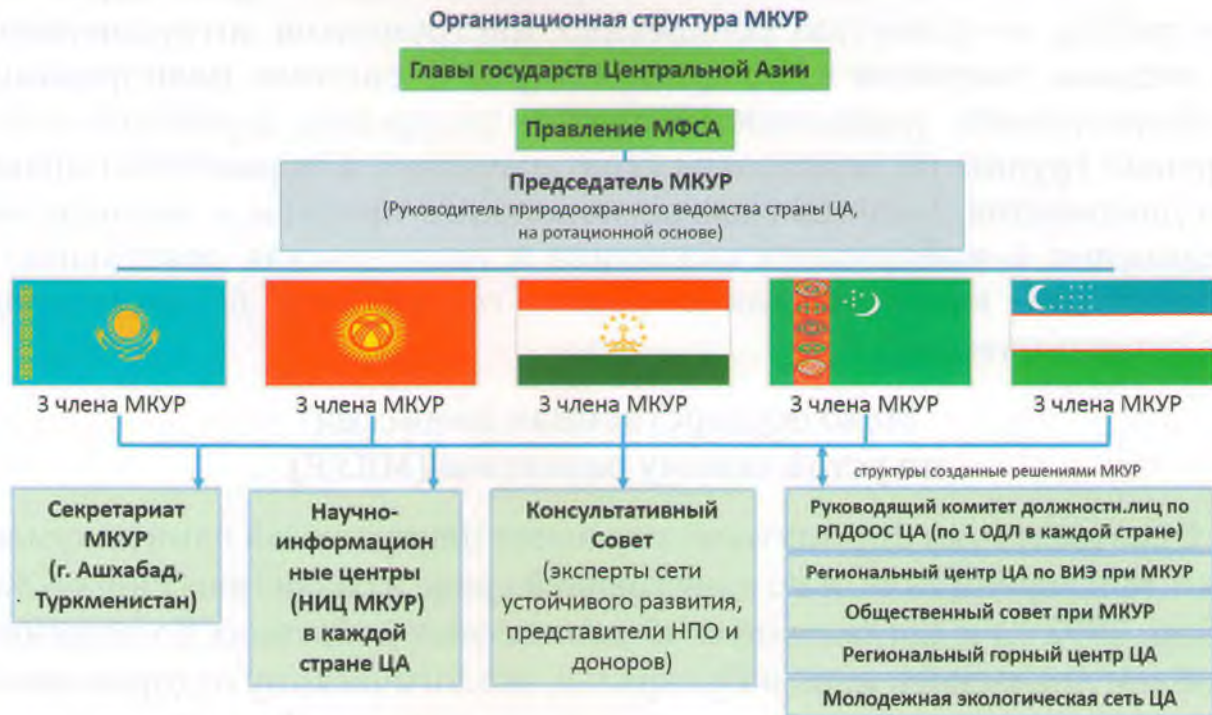 Организационная структура МКУР
Главы государств Центральной Азии
Правление МФСА
Председатель МКУР
(Руководитель природоохранного ведомства страны ЦА,
на ротационной основе)
3 члена МКУР
3 члена МКУР
3 члена МКУР
3 члена МКУР
3 члена МКУР
структуры созданные решениями МКУР
Секретариат
МКУР
(г. Ашхабад,
Туркменистан)
Научно-
информацион
ные центры
(НИЦ МКУР)
в каждой
стране ЦА
Консультативный
Совет
(эксперты сети
устойчивого развития,
представители НПО и
доноров)
Руководящий комитет должностн.лиц по
РПДООС ЦА (по 1 ОДЛ в каждой стране)
Региональный центр ЦА по ВИЭ при МКУР
Общественный совет при МКУР
Региональный горный центр ЦА
Молодежная экологическая сеть ЦА